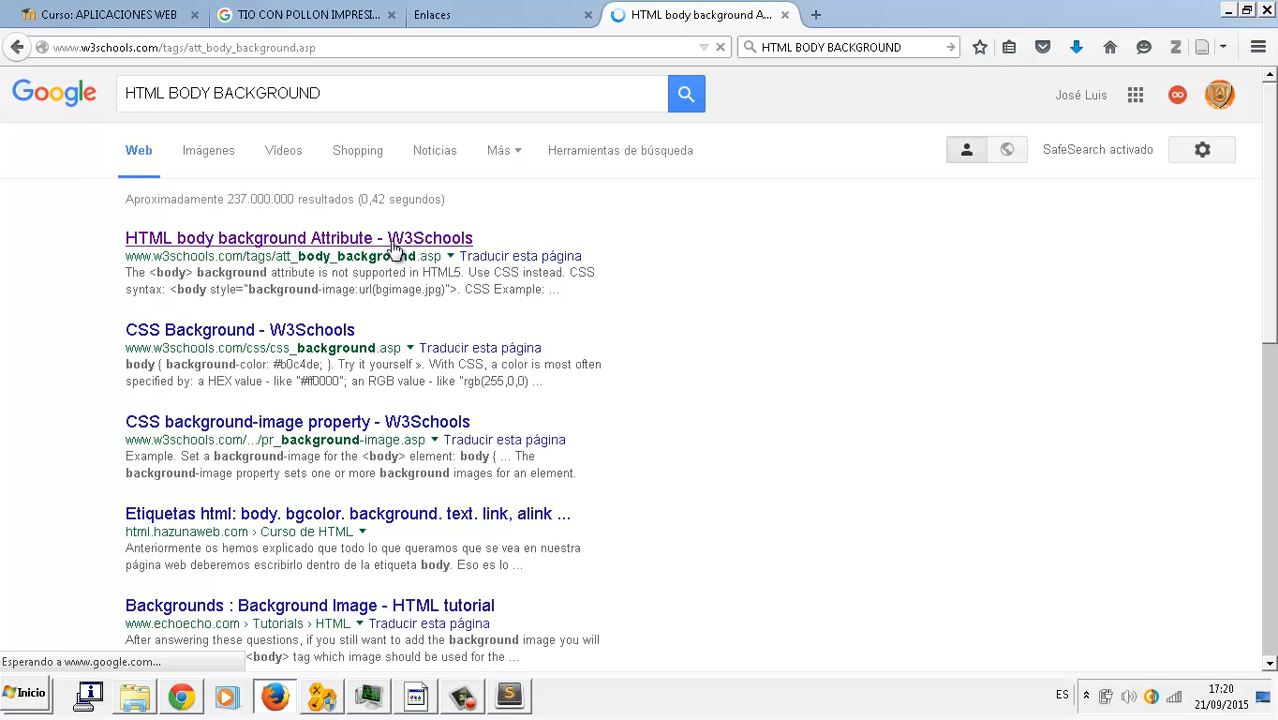 Curso: APLICACIONES WEB
TIO CON POLLON IMPRESI...
Enlaces
HTML body background A...
www.w3schools.com/tags/att_body_background.asp
HTML BODY BACKGROUND
Google
HTML BODY BACKGROUND
José Luis
Web
Imágenes
Vídeos
Shopping
Noticias
Más
Herramientas de búsqueda
SafeSearch activado
Aproximadamente 237.000.000 resultados (0,42 segundos)
HTML body background Attribute - W3Schools
www.w3schools.com/tags/att_body_background.asp Traducir esta página
The <body> background attribute is not supported in HTML5. Use CSS instead. CSS
syntax: <body style="background-image:url(bgimage.jpg)">. CSS Example: ...
CSS Background - W3Schools
www.w3schools.com/css/css_background.asp Traducir esta página
body { background-color: #b0c4de; }. Try it yourself ». With CSS, a color is most often
specified by: a HEX value - like "#ff0000"; an RGB value - like "rgb(255,0,0) ...
CSS background-image property - W3Schools
www.w3schools.com/.../pr_background-image.asp Traducir esta página
Example. Set a background-image for the <body> element: body { ... The
background-image property sets one or more background images for an element.
Etiquetas html: body. bgcolor. background. text. link, alink ...
html.hazunaweb.com › Curso de HTML
Anteriormente os hemos explicado que todo lo que queramos que se vea en nuestra
página web deberemos escribirlo dentro de la etiqueta body. Eso es lo ...
Backgrounds : Background Image - HTML tutorial
www.echoecho.com › Tutorials › HTML Traducir esta página
After answering these questions, if you still want to add the background image you will
<body> tag which image should be used for the ...
Esperando a www.google.com...
Inicio
ES
17:20
21/09/2015